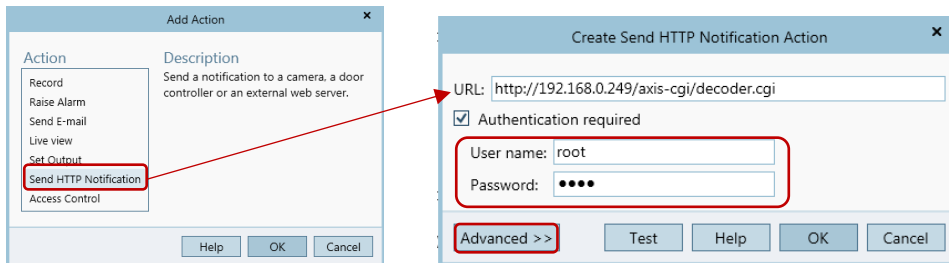 Add Action
×
Action
Record
Raise Alarm
Send E-mail
Live view
Set Output
Send HTTP Notification
Access Control
Description
Send a notification to a camera, a door
controller or an external web server.
Help
OK
Cancel
Create Send HTTP Notification Action
×
URL: http://192.168.0.249/axis-cgi/decoder.cgi
Authentication required
User name: root
Password: ••••
Advanced >>
Test
Help
OK
Cancel